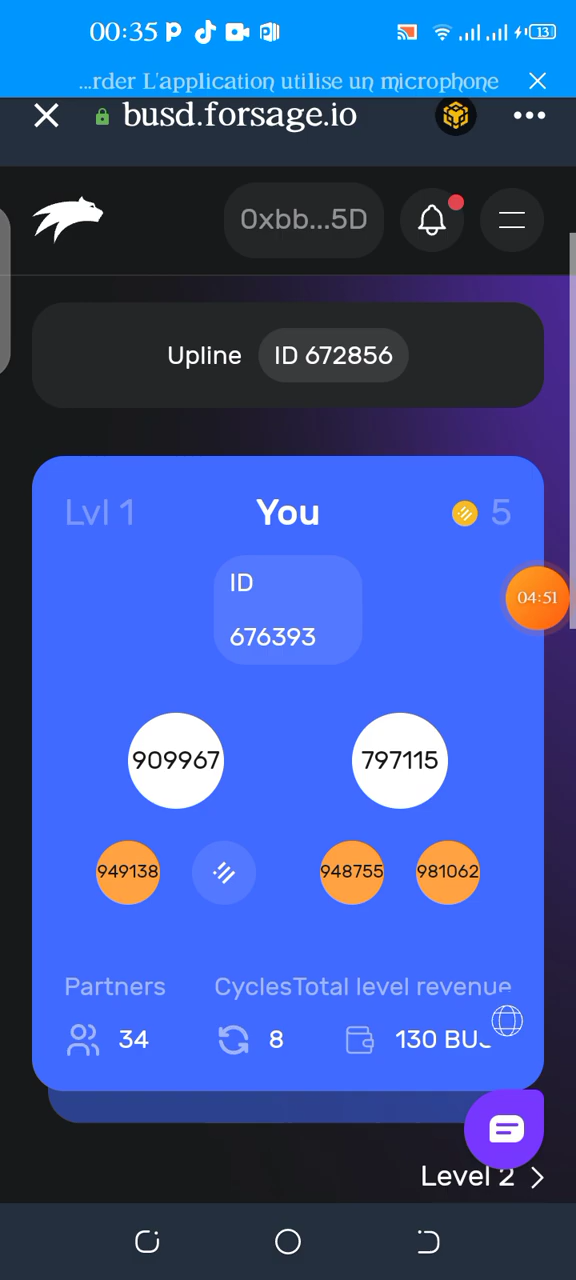 00:35
13
...rder L'application utilise un microphone
busd.forsage.io
0xbb...5D
Upline ID 672856
Lvl 1 You 5
ID
676393
04:51
909967 797115
949138 948755 981062
Partners Cycles Total level revenue
34 8 130 BUS
Level 2